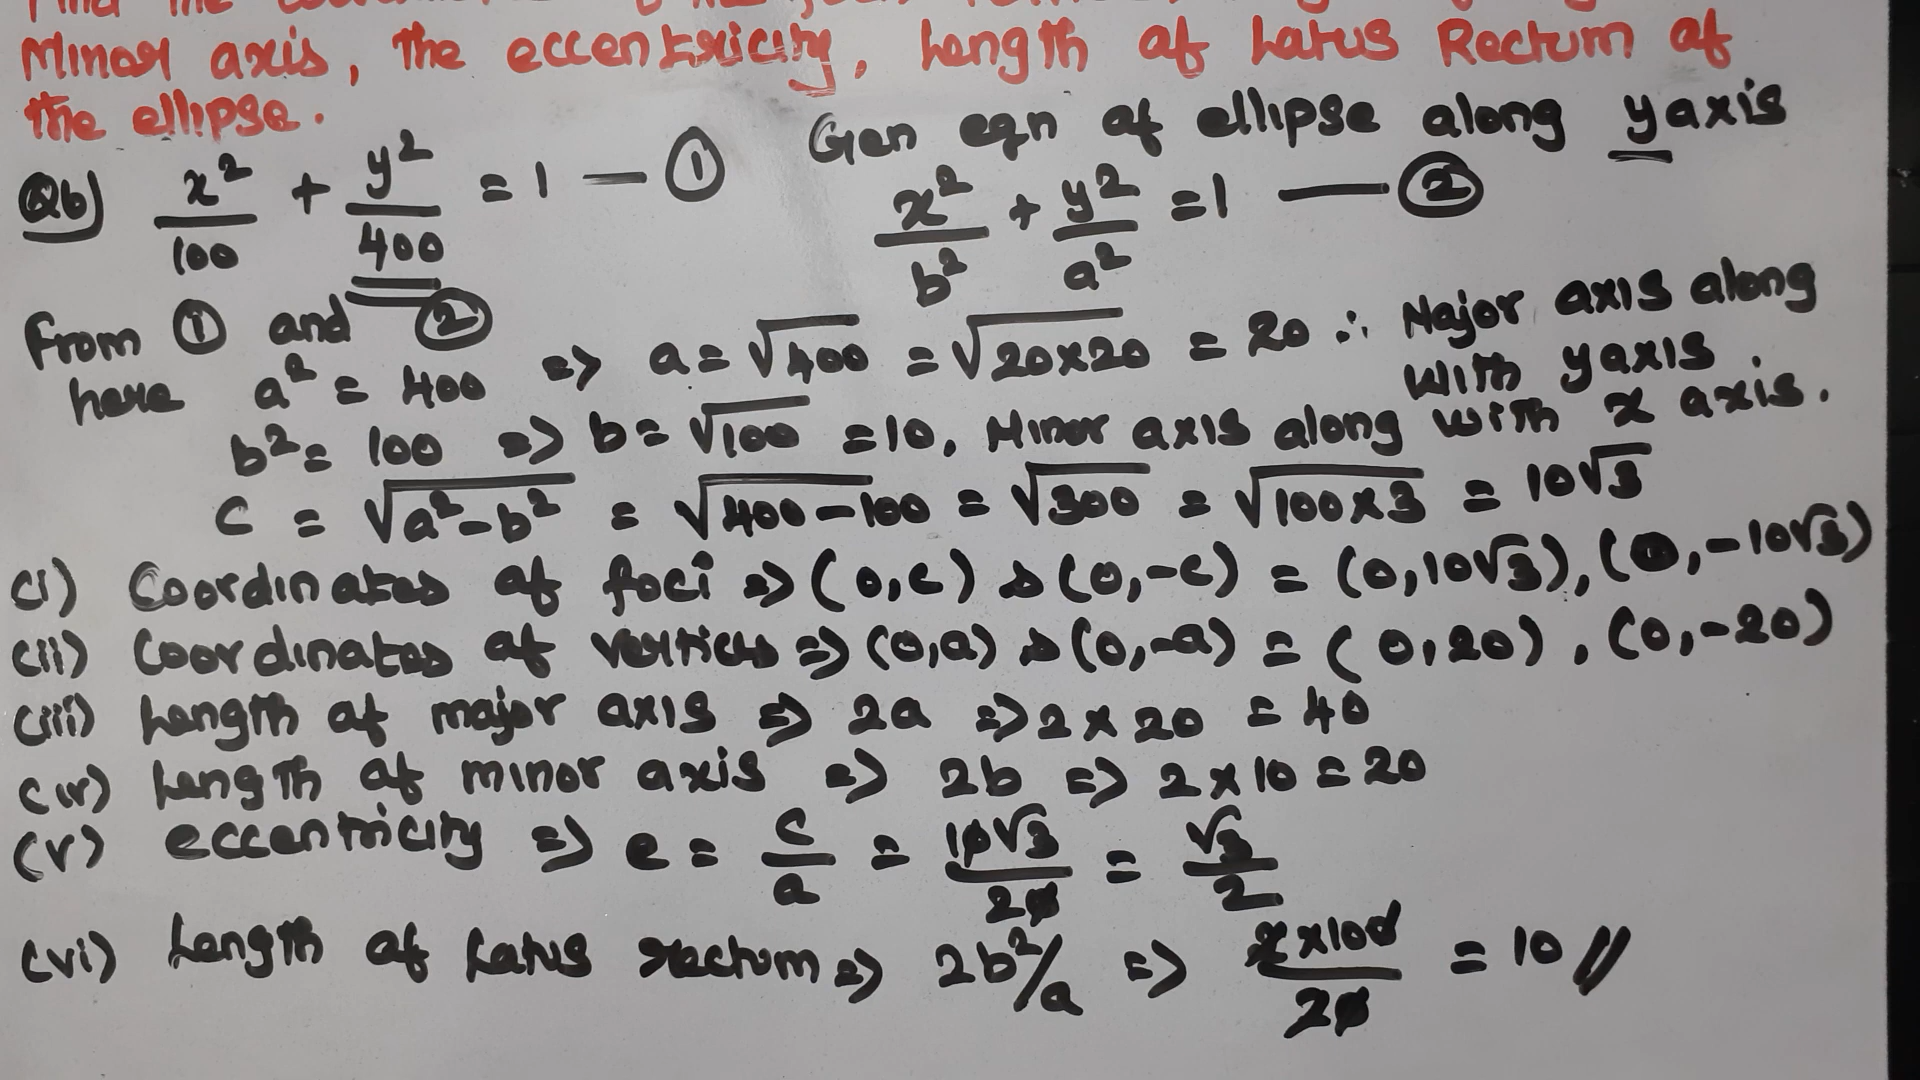 Minor axis, The eccentricity, Length of Latus Rectum of
the ellipse.
Q6) x²/100 + y²/400 = 1 — ①
Gen eqn of ellipse along y axis
x²/b² + y²/a² = 1 — ②
From ① and ②
here a² = 400 => a = √400 = √20×20 = 20 ∴ Major axis along with y axis.
b² = 100 => b = √100 = 10, Minor axis along with x axis.
c = √a²-b² = √400-100 = √300 = √100×3 = 10√3
(i) Coordinates of foci => (0,c) & (0,-c) = (0,10√3), (0,-10√3)
(ii) Coordinates of vertices => (0,a) & (0,-a) = (0,20), (0,-20)
(iii) Length of major axis => 2a => 2 × 20 = 40
(iv) Length of minor axis => 2b => 2 × 10 = 20
(v) eccentricity => e = c/a = 10√3/20 = √3/2
(vi) Length of Latus rectum => 2b²/a => 2×100/20 = 10 //